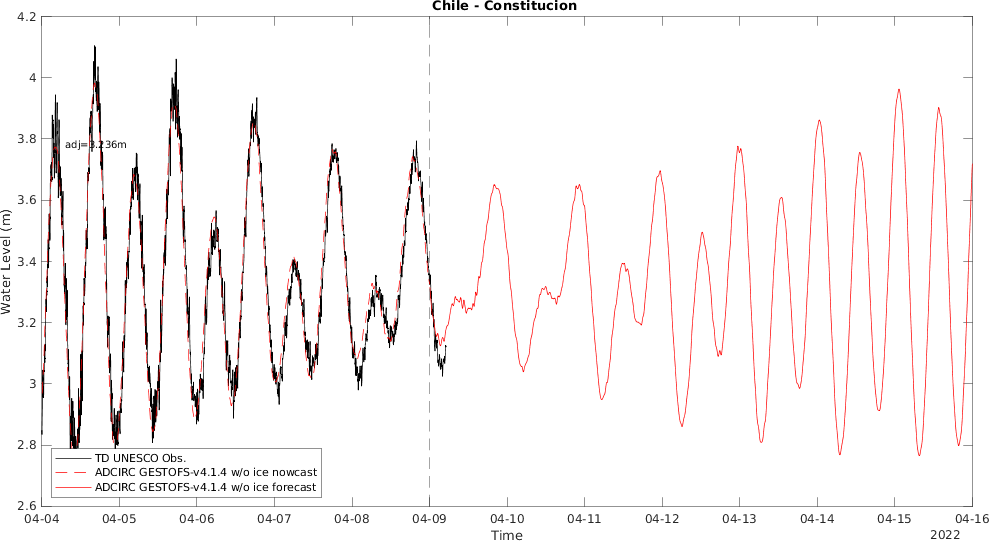 Chile - Constitucion
4.2
4
3.8
3.6
3.4
3.2
3
2.8
2.6
Water Level (m)
adj=3.236m
TD UNESCO Obs.
ADCIRC GESTOFS-v4.1.4 w/o ice nowcast
ADCIRC GESTOFS-v4.1.4 w/o ice forecast
04-04 04-05 04-06 04-07 04-08 04-09 04-10 04-11 04-12 04-13 04-14 04-15 04-16
Time
2022